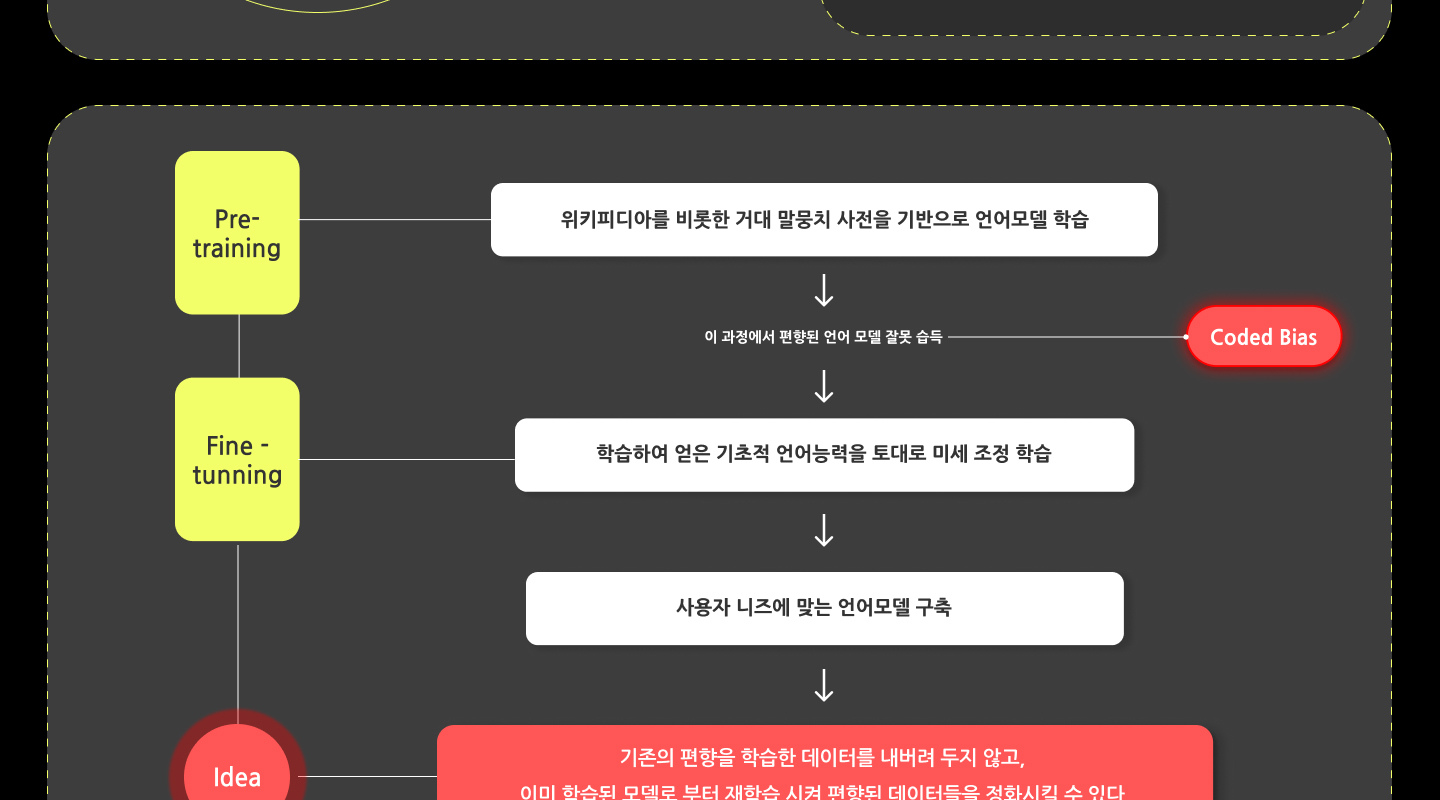 Pre-
training
위키피디아를 비롯한 거대 말뭉치 사전을 기반으로 언어모델 학습
이 과정에서 편향된 언어 모델 잘못 습득
Coded Bias
Fine -
tunning
학습하여 얻은 기초적 언어능력을 토대로 미세 조정 학습
사용자 니즈에 맞는 언어모델 구축
Idea
기존의 편향을 학습한 데이터를 내버려 두지 않고,
이미 학습된 모델로 부터 재학습 시켜 편향된 데이터들을 정화시킬 수 있다